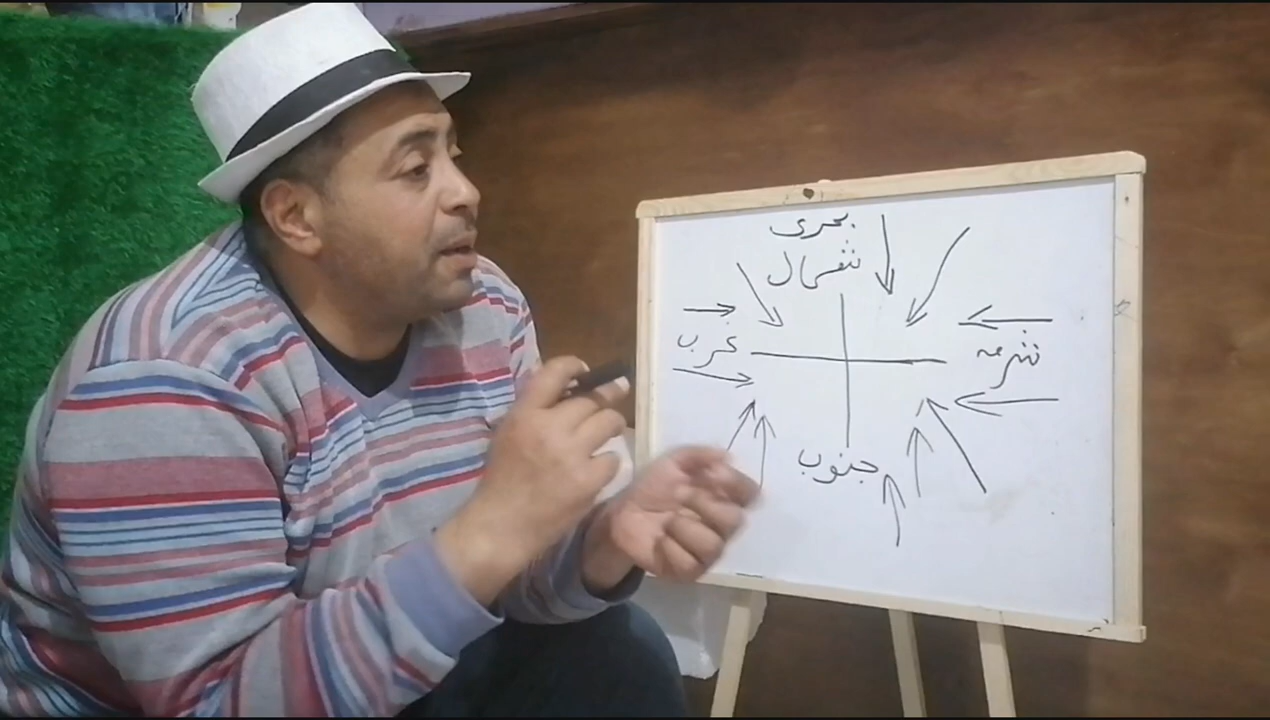 بحرى
شمال
شرق
غرب
جنوب